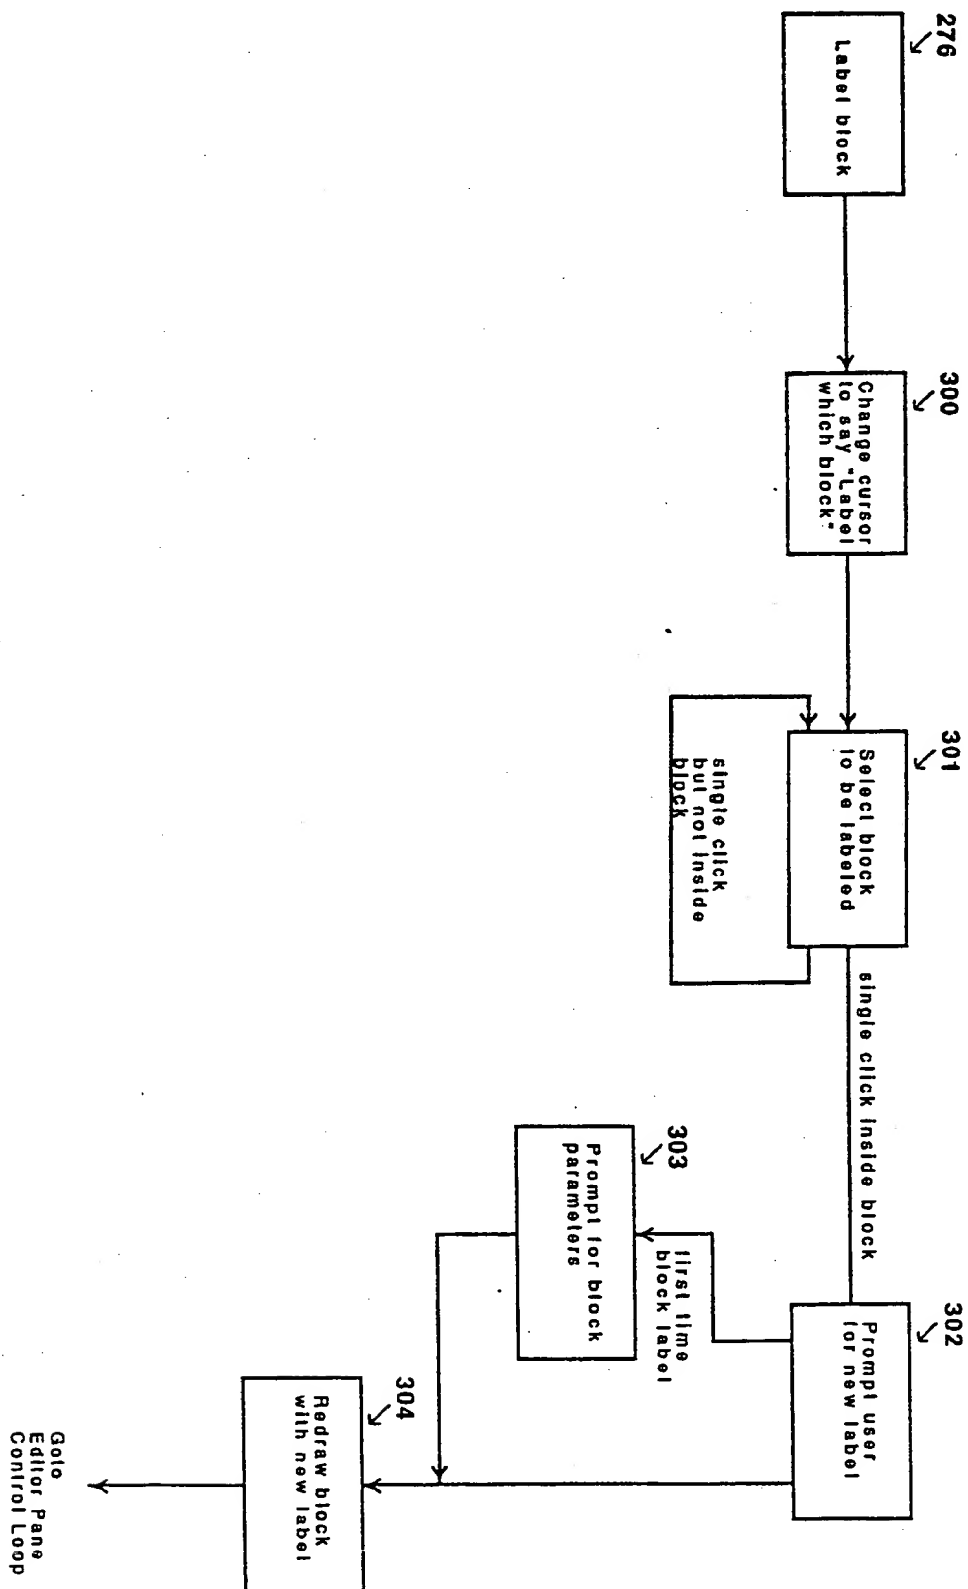 276
Label block
300
Change cursor
to say "Label
which block"
301
Select block
to be labeled
single click
but not inside
block
single click inside block
302
Prompt user
for new label
first time
block label
303
Prompt for block
parameters
304
Redraw block
with new label
Goto
Editor Pane
Control Loop